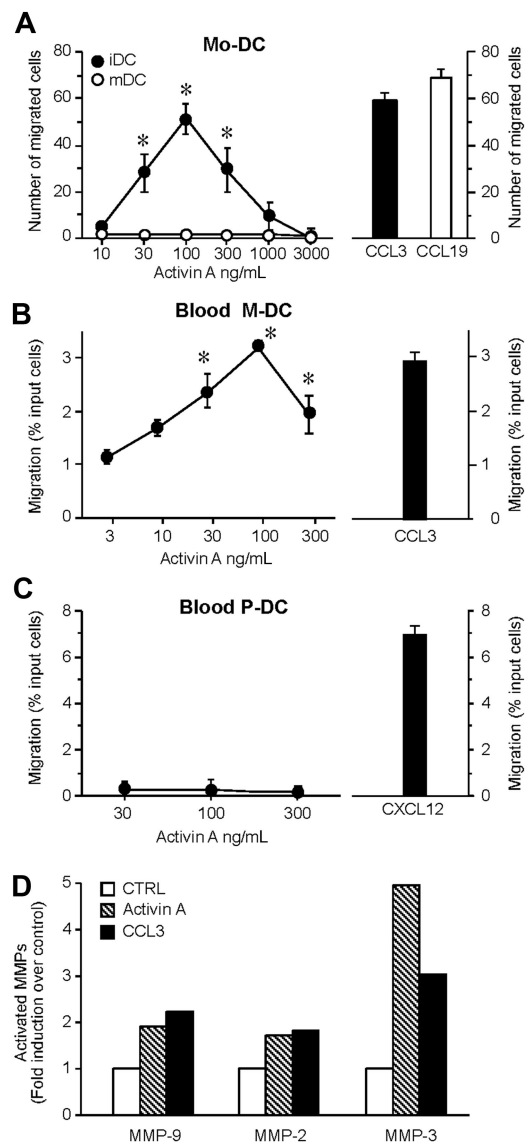 A
Mo-DC
Number of migrated cells
80
60
40
20
0
iDC
mDC
*
*
*
10 30 100 300 1000 3000
Activin A ng/mL
CCL3 CCL19
80
60
40
20
0
Number of migrated cells
B
Blood M-DC
Migration (% input cells)
3
2
1
0
*
*
*
3 10 30 100 300
Activin A ng/mL
CCL3
3
2
1
0
Migration (% input cells)
C
Blood P-DC
Migration (% input cells)
8
6
4
2
0
30 100 300
Activin A ng/mL
CXCL12
8
6
4
2
0
Migration (% input cells)
D
Activated MMPs
(Fold induction over control)
5
4
3
2
1
0
CTRL
Activin A
CCL3
MMP-9 MMP-2 MMP-3